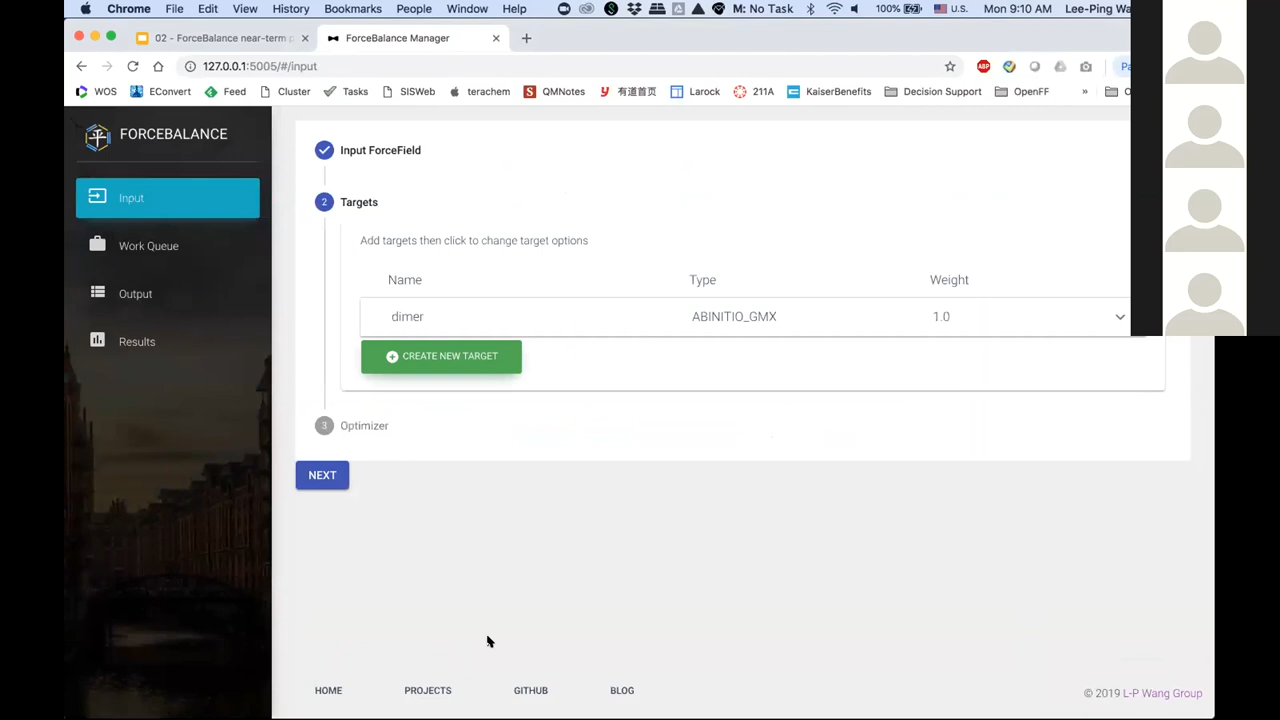 Chrome File Edit View History Bookmarks People Window Help M: No Task 100% U.S. Mon 9:10 AM Lee-Ping
02 - ForceBalance near-term ForceBalance Manager
127.0.0.1:5005/#/input
WOS EConvert Feed Cluster Tasks SISWeb terachem QMNotes 有道首页 Larock 211A KaiserBenefits Decision Support OpenFF »
FORCEBALANCE
Input
Work Queue
Output
Results
Input ForceField
2 Targets
Add targets then click to change target options
Name Type Weight
dimer ABINITIO_GMX 1.0
CREATE NEW TARGET
3 Optimizer
NEXT
HOME PROJECTS GITHUB BLOG
© 2019 L-P Wang Group